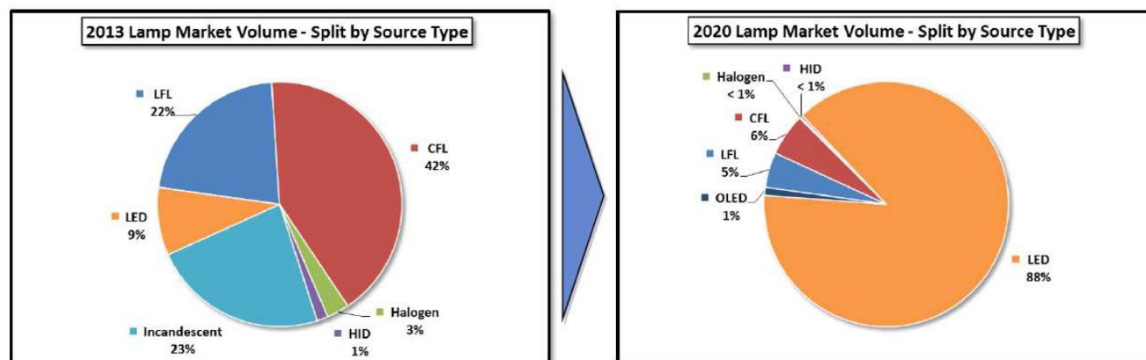 2013 Lamp Market Volume - Split by Source Type
LFL
22%
CFL
42%
LED
9%
Incandescent
23%
HID
1%
Halogen
3%
2020 Lamp Market Volume - Split by Source Type
HID
< 1%
Halogen
< 1%
CFL
6%
LFL
5%
OLED
1%
LED
88%